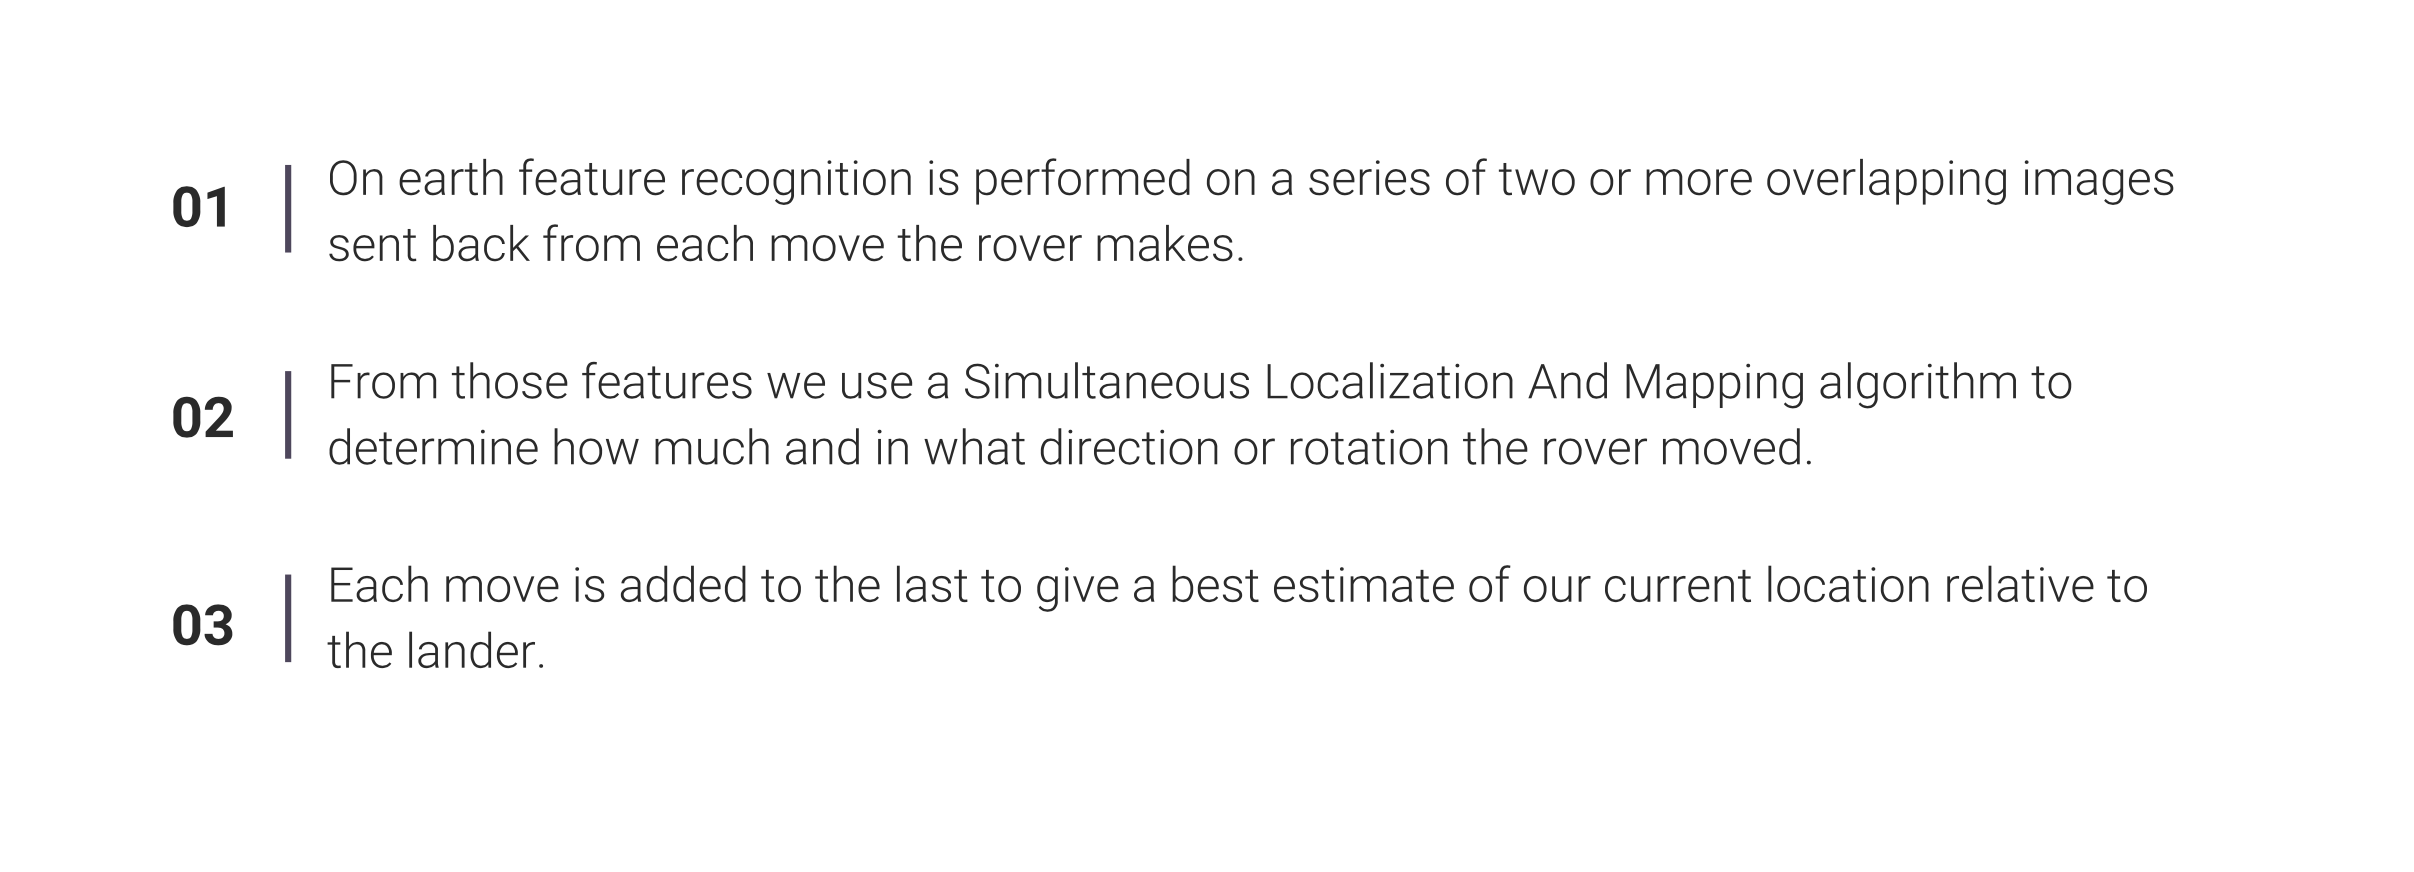 01
On earth feature recognition is performed on a series of two or more overlapping images
sent back from each move the rover makes.
02
From those features we use a Simultaneous Localization And Mapping algorithm to
determine how much and in what direction or rotation the rover moved.
03
Each move is added to the last to give a best estimate of our current location relative to
the lander.